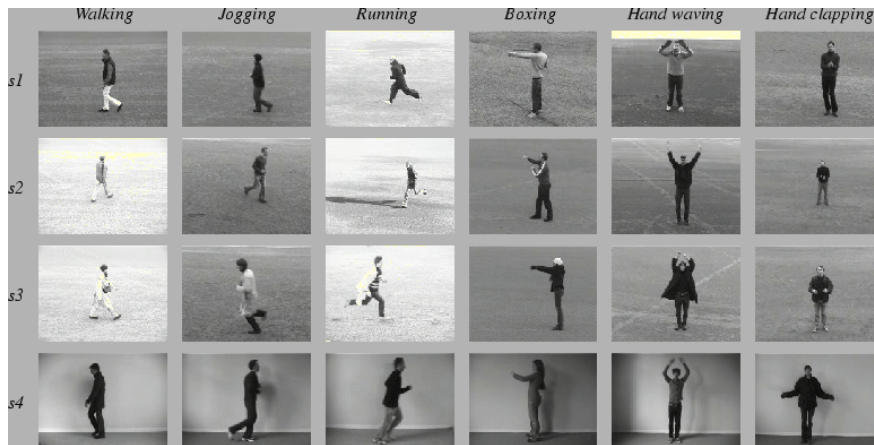 Walking Jogging Running Boxing Hand waving Hand clapping
s1
s2
s3
s4